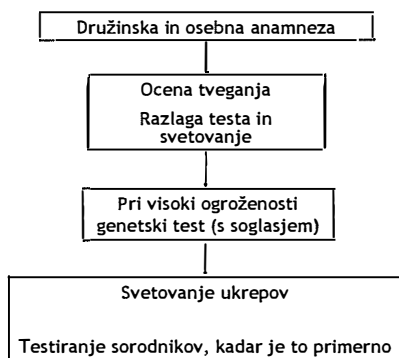 Družinska in osebna anamneza
Ocena tveganja
Razlaga testa in
svetovanje
Pri visoki ogroženosti
genetski test (s soglasjem)
Svetovanje ukrepov
Testiranje sorodnikov, kadar je to primerno